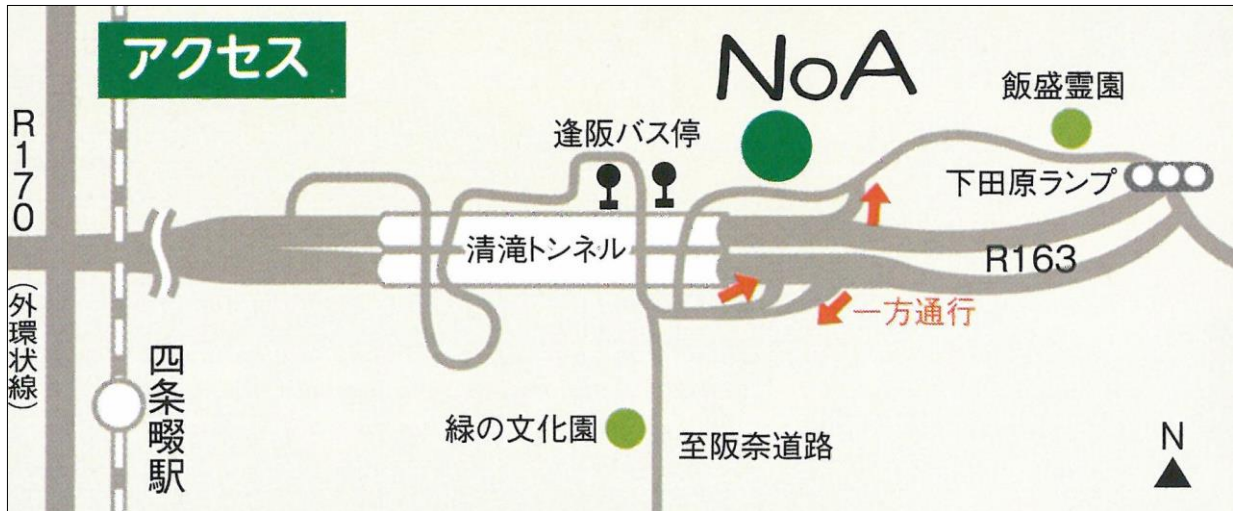 アクセス
NoA
飯盛霊園
R170
(外環状線)
逢阪バス停
下田原ランプ
清滝トンネル
R163
一方通行
四条畷駅
緑の文化園
至阪奈道路
N